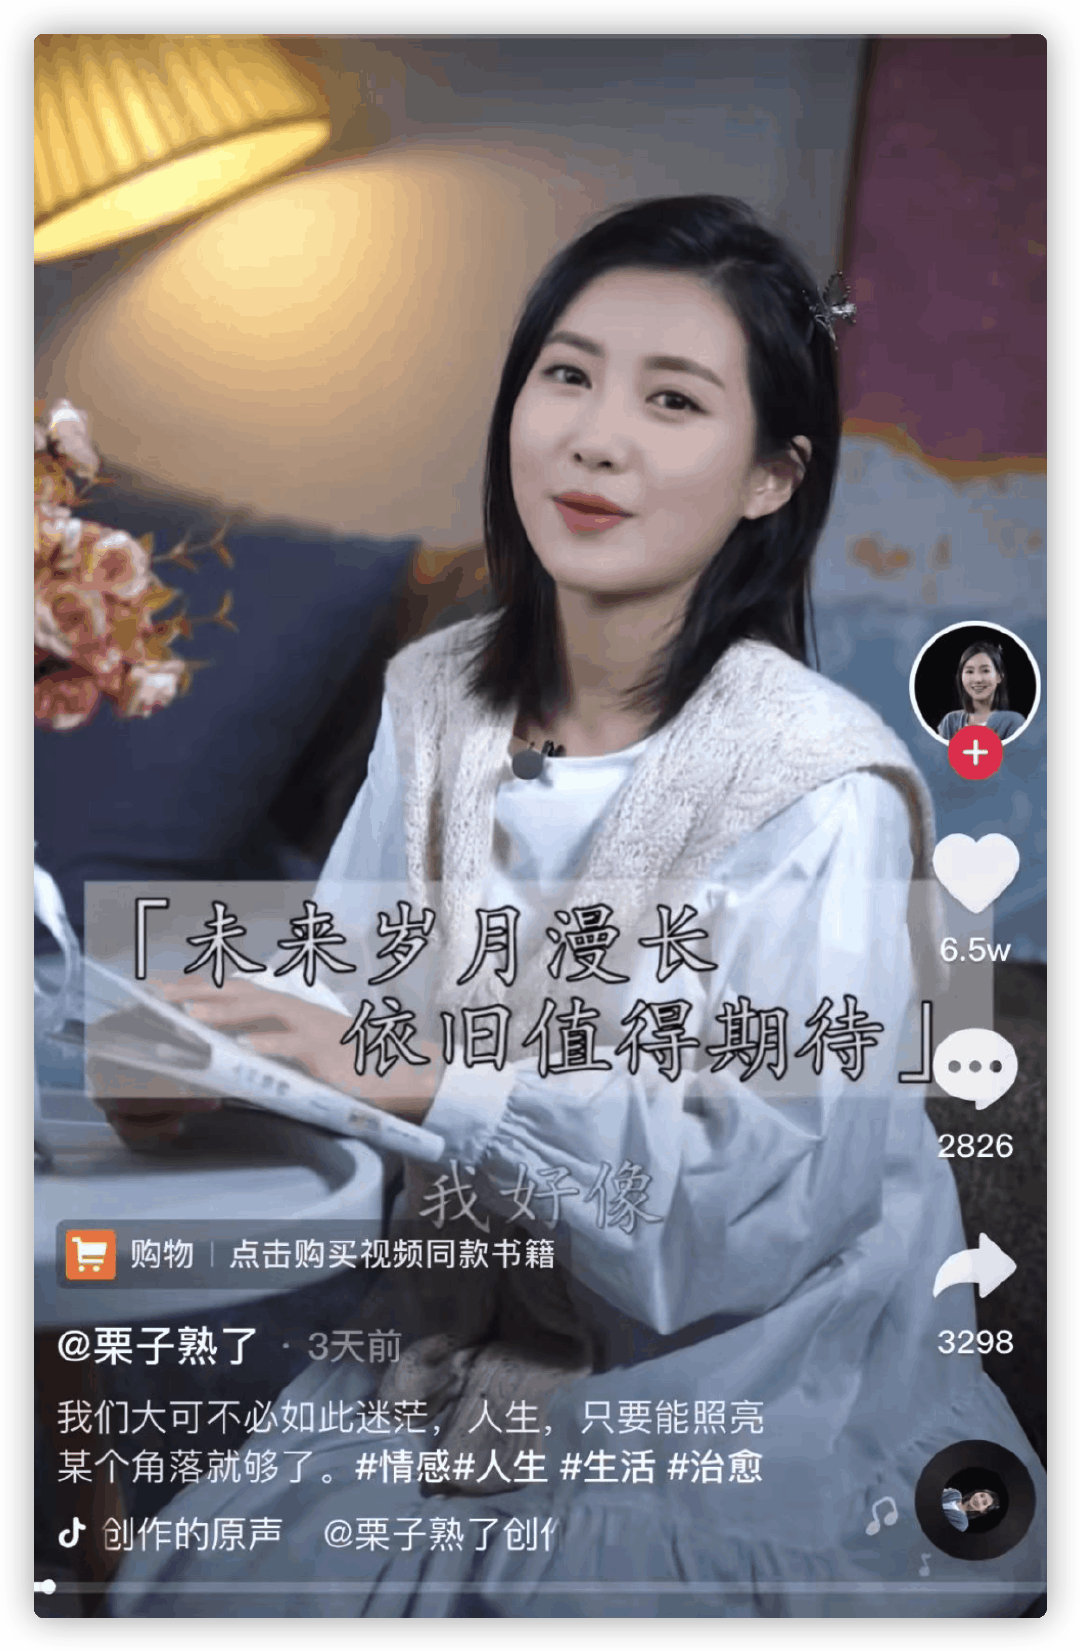 「未来岁月漫长
依旧值得期待」
6.5w
2826
我好像
购物 | 点击购买视频同款书籍
3298
@栗子熟了 · 3天前
我们大可不必如此迷茫，人生，只要能照亮
某个角落就够了。#情感#人生 #生活 #治愈
创作的原声 @栗子熟了创作